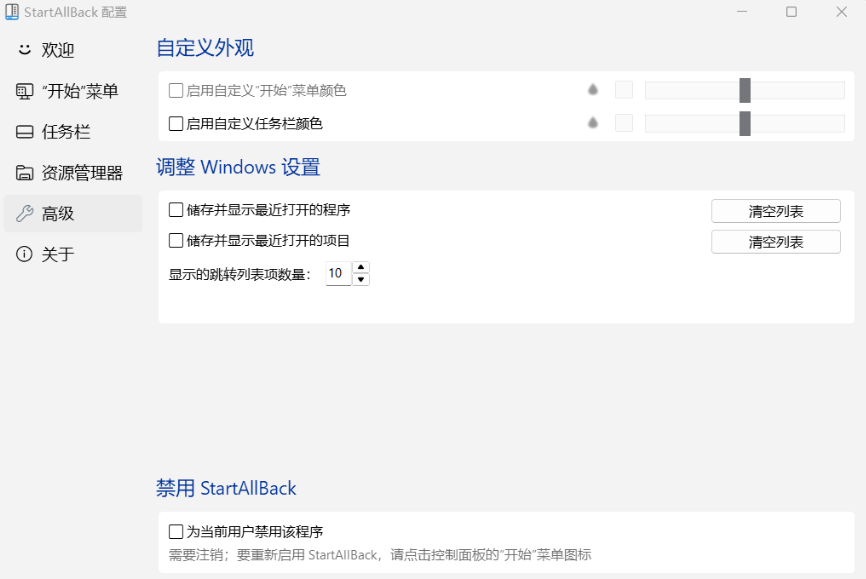 StartAllBack 配置
欢迎
“开始”菜单
任务栏
资源管理器
高级
关于
自定义外观
启用自定义“开始”菜单颜色
启用自定义任务栏颜色
调整 Windows 设置
储存并显示最近打开的程序
清空列表
储存并显示最近打开的项目
清空列表
显示的跳转列表项数量： 10
禁用 StartAllBack
为当前用户禁用该程序
需要注销；要重新启用 StartAllBack，请点击控制面板的“开始”菜单图标